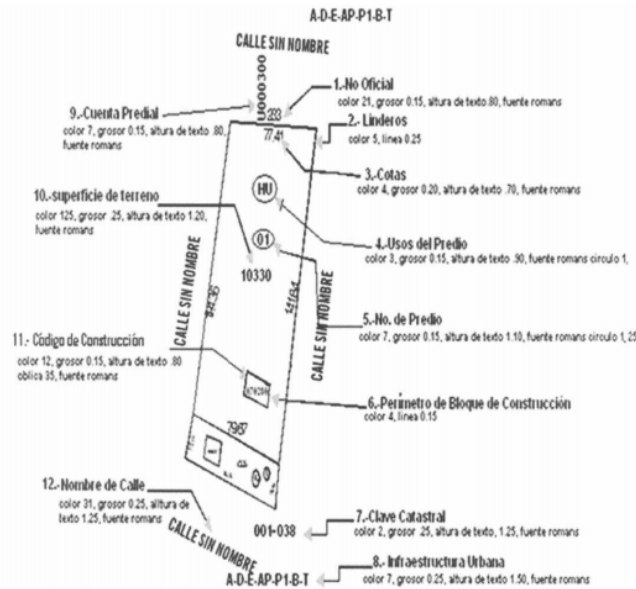 A-D-E-AP-P1-B-T
CALLE SIN NOMBRE
U000300
1.-No Oficial
color 21, grosor 0.15, altura de texto.80, fuente romans
233
9.-Cuenta Predial
color 7, grosor 0.15, altura de texto .80,
fuente romans
2.- Linderos
color 5, linea 0.25
77.41
3.-Cotas
color 4, grosor 0.20, altura de texto .70, fuente romans
HU
10.-superficie de terreno
color 125, grosor .25, altura de texto 1.20,
fuente romans
4.-Usos del Predio
color 3, grosor 0.15, altura de texto .90, fuente romans circulo 1,
01
10330
CALLE SIN NOMBRE
CALLE SIN NOMBRE
5.-No. de Predio
color 7, grosor 0.15, altura de texto 1.10, fuente romans circulo 1, 25
11.- Código de Construcción
color 12, grosor 0.15, altura de texto .80
oblica 35, fuente romans
6.-Perímetro de Bloque de Construcción
color 4, linea 0.15
7967
12.-Nombre de Calle
color 31, grosor 0.25, alltura de
texto 1.25, fuente romans
CALLE SIN NOMBRE
001-038
7.-Clave Catastral
color 2, grosor .25, altura de texto, 1.25, fuente romans
A-D-E-AP-P1-B-T
8.- Infraestructura Urbana
color 7, grosor 0.25, altura de texto 1.50, fuente romans